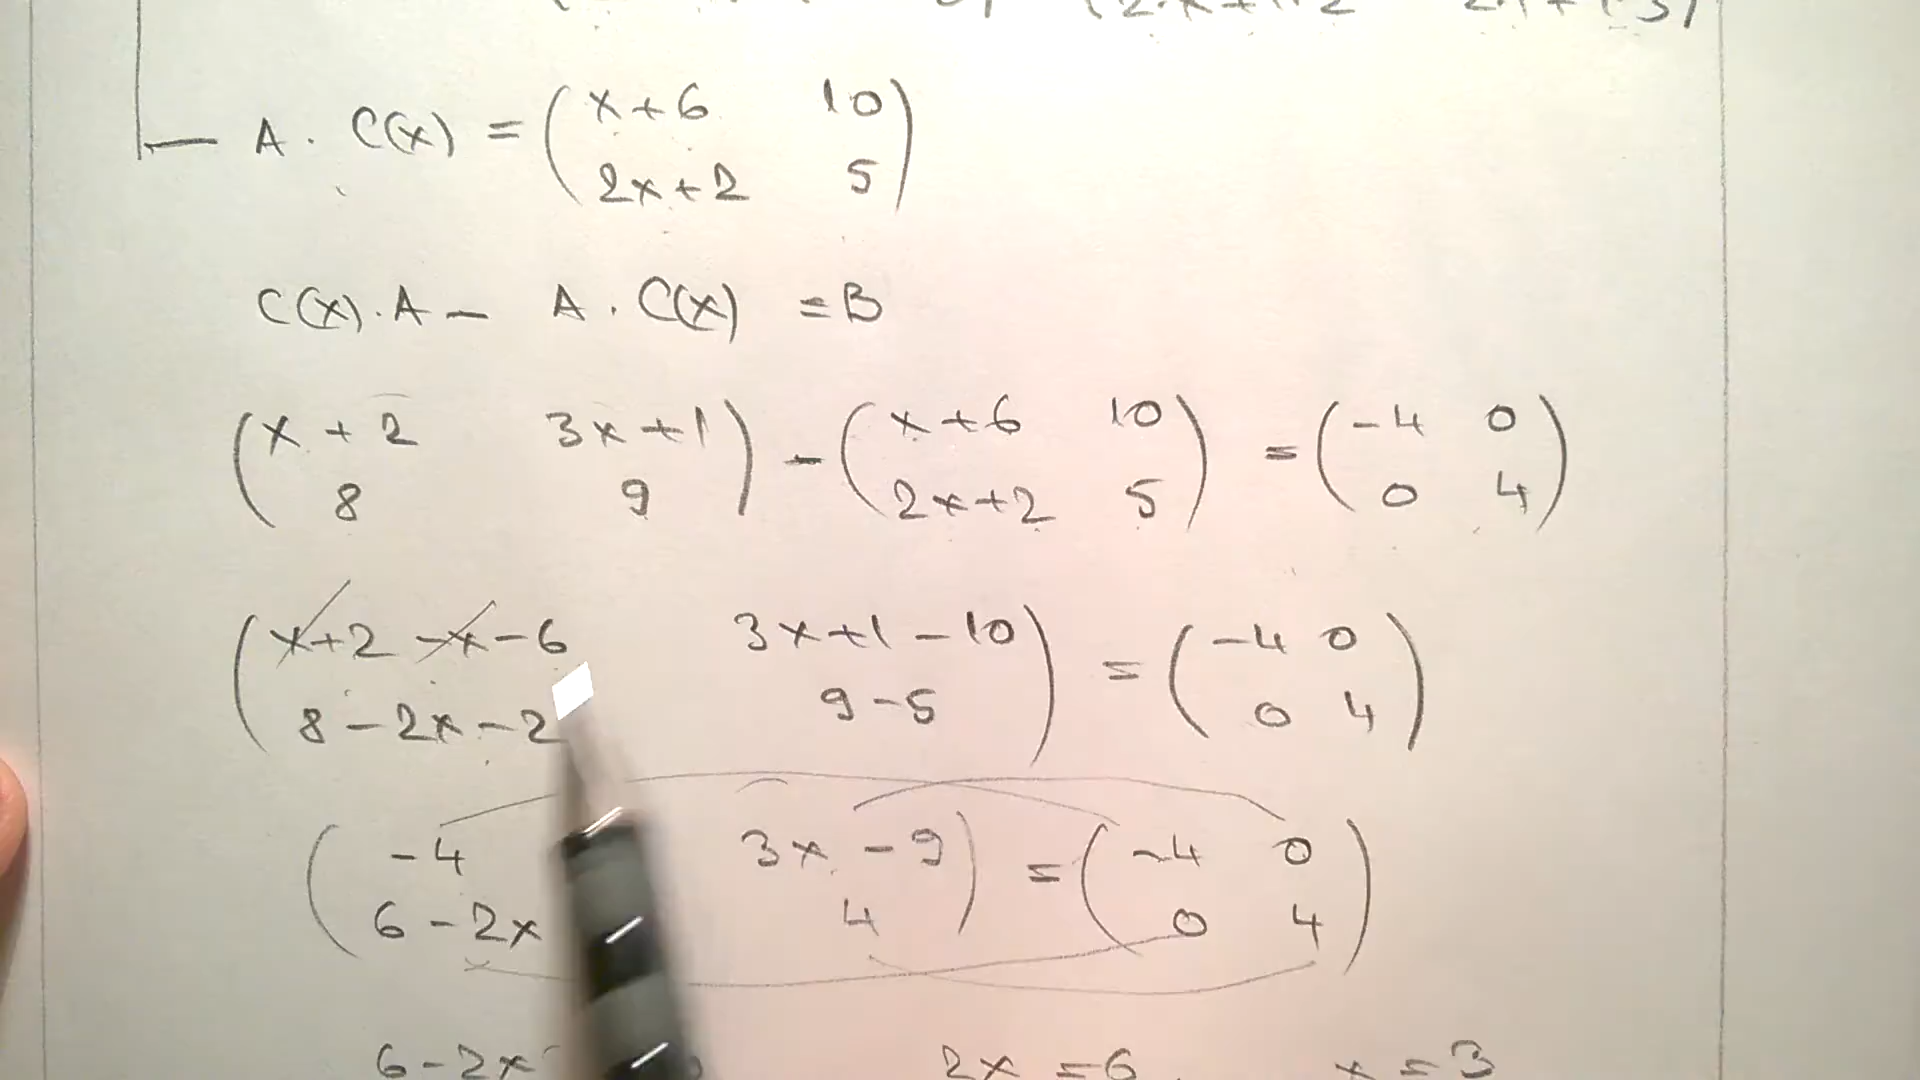 A . C(x) = ( x+6 10
2x+2 5 )
C(x).A - A . C(x) = B
( x + 2 3x+1
8 9 ) - ( x+6 10
2x+2 5 ) = ( -4 0
0 4 )
( x+2 -x-6 3x+1-10
8-2x-2 9-5 ) = ( -4 0
0 4 )
( -4 3x-9
6-2x 4 ) = ( -4 0
0 4 )
6-2x 2x = 6 x = 3